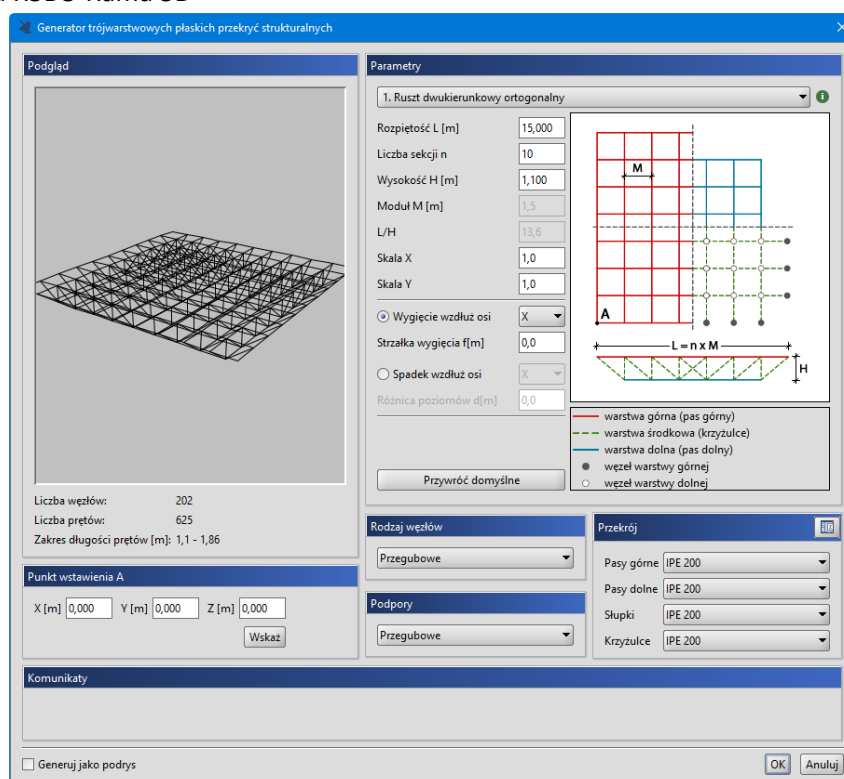 Generator trójwarstwowych płaskich przekryć strukturalnych
Podgląd
Liczba węzłów: 202
Liczba prętów: 625
Zakres długości prętów [m]: 1,1 - 1,86
Punkt wstawienia A
X [m] 0,000 Y [m] 0,000 Z [m] 0,000
Wskaż
Parametry
1. Ruszt dwukierunkowy ortogonalny
Rozpiętość L [m] 15,000
Liczba sekcji n 10
Wysokość H [m] 1,100
Moduł M [m] 1,5
L/H 13,6
Skala X 1,0
Skala Y 1,0
Wygięcie wzdłuż osi X
Strzałka wygięcia f[m] 0,0
Spadek wzdłuż osi X
Różnica poziomów d[m] 0,0
Przywróć domyślne
M
A
L = n x M
H
warstwa górna (pas górny)
warstwa środkowa (krzyżulce)
warstwa dolna (pas dolny)
węzeł warstwy górnej
węzeł warstwy dolnej
Rodzaj węzłów
Przegubowe
Podpory
Przegubowe
Przekrój
Pasy górne IPE 200
Pasy dolne IPE 200
Słupki IPE 200
Krzyżulce IPE 200
Komunikaty
Generuj jako podrys
OK Anuluj